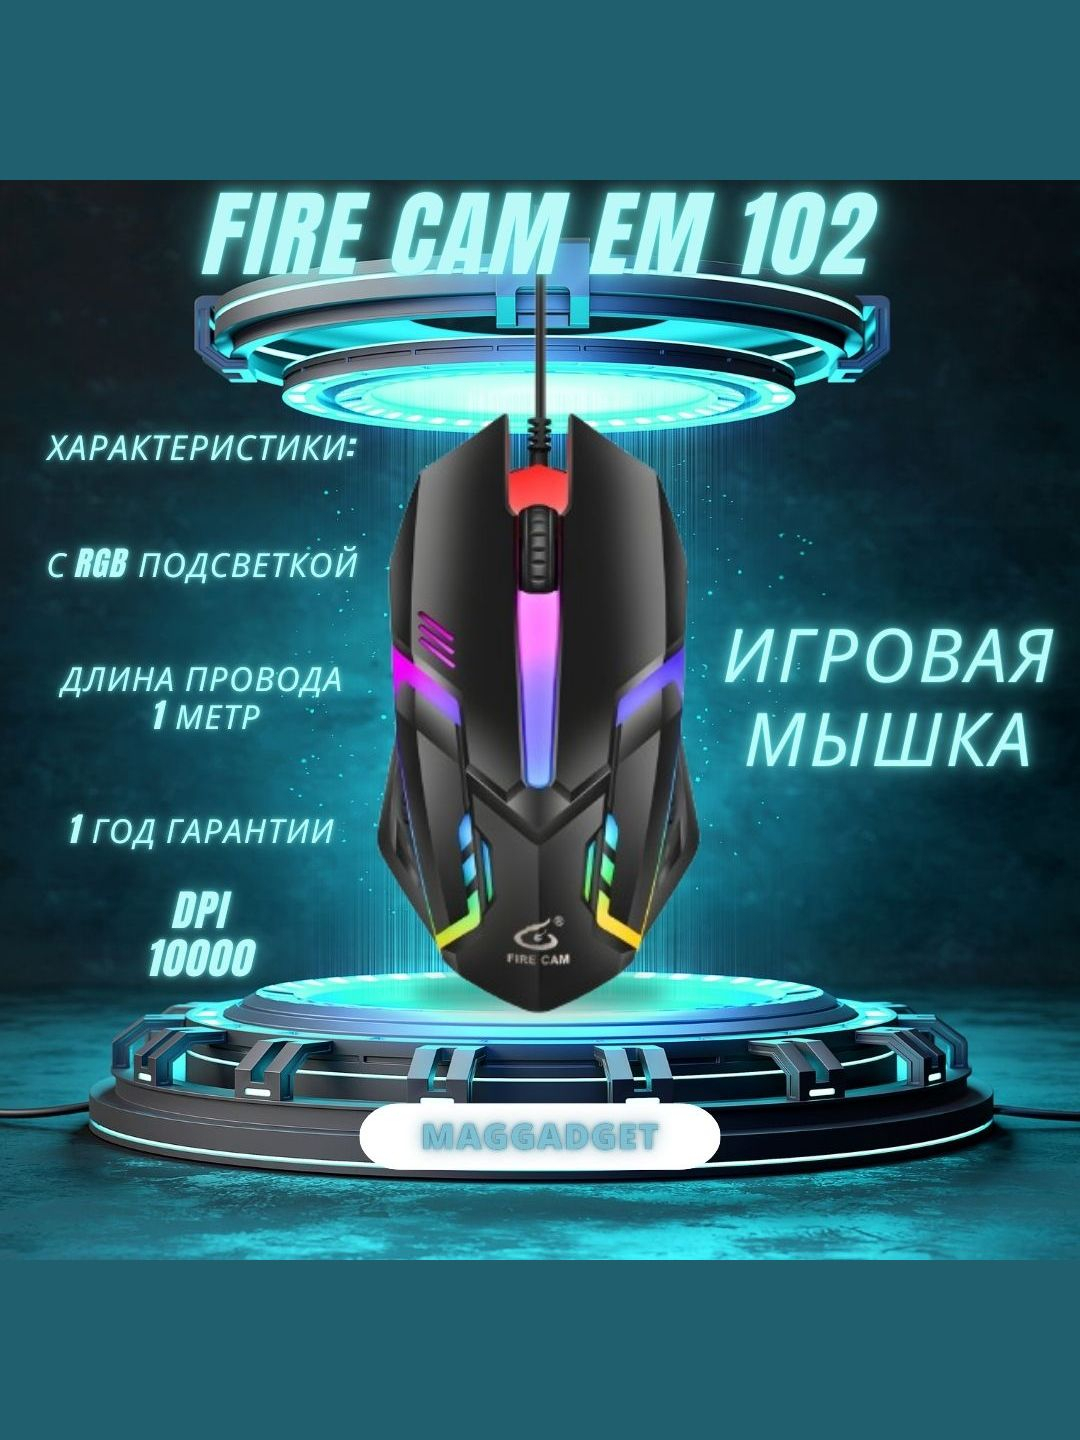 FIRE CAM EM 102
ХАРАКТЕРИСТИКИ:
С RGB ПОДСВЕТКОЙ
ДЛИНА ПРОВОДА
1 МЕТР
1 ГОД ГАРАНТИИ
DPI
10000
ИГРОВАЯ
МЫШКА
®
FIRE CAM
MAGGADGET